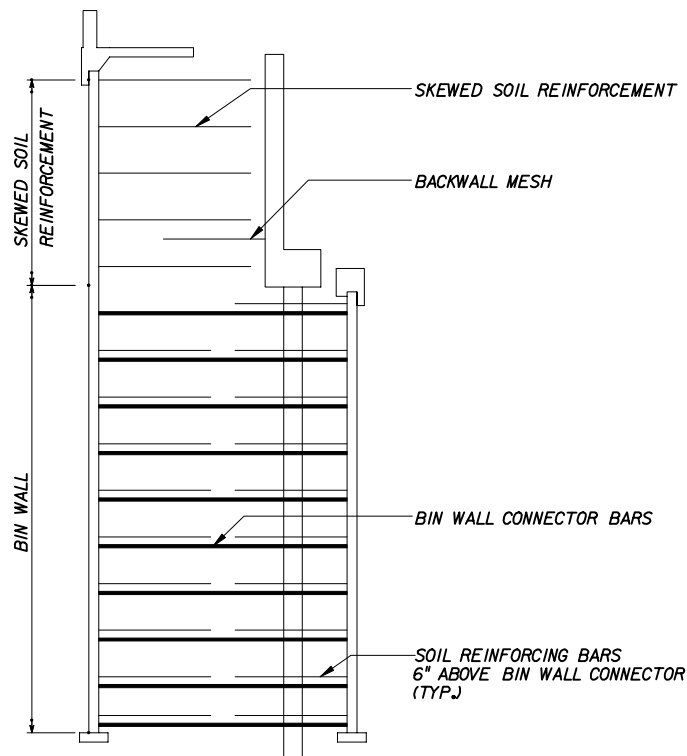 SKEWED SOIL REINFORCEMENT
SKEWED SOIL
REINFORCEMENT
BACKWALL MESH
BIN WALL
BIN WALL CONNECTOR BARS
SOIL REINFORCING BARS
6" ABOVE BIN WALL CONNECTOR
(TYP.)